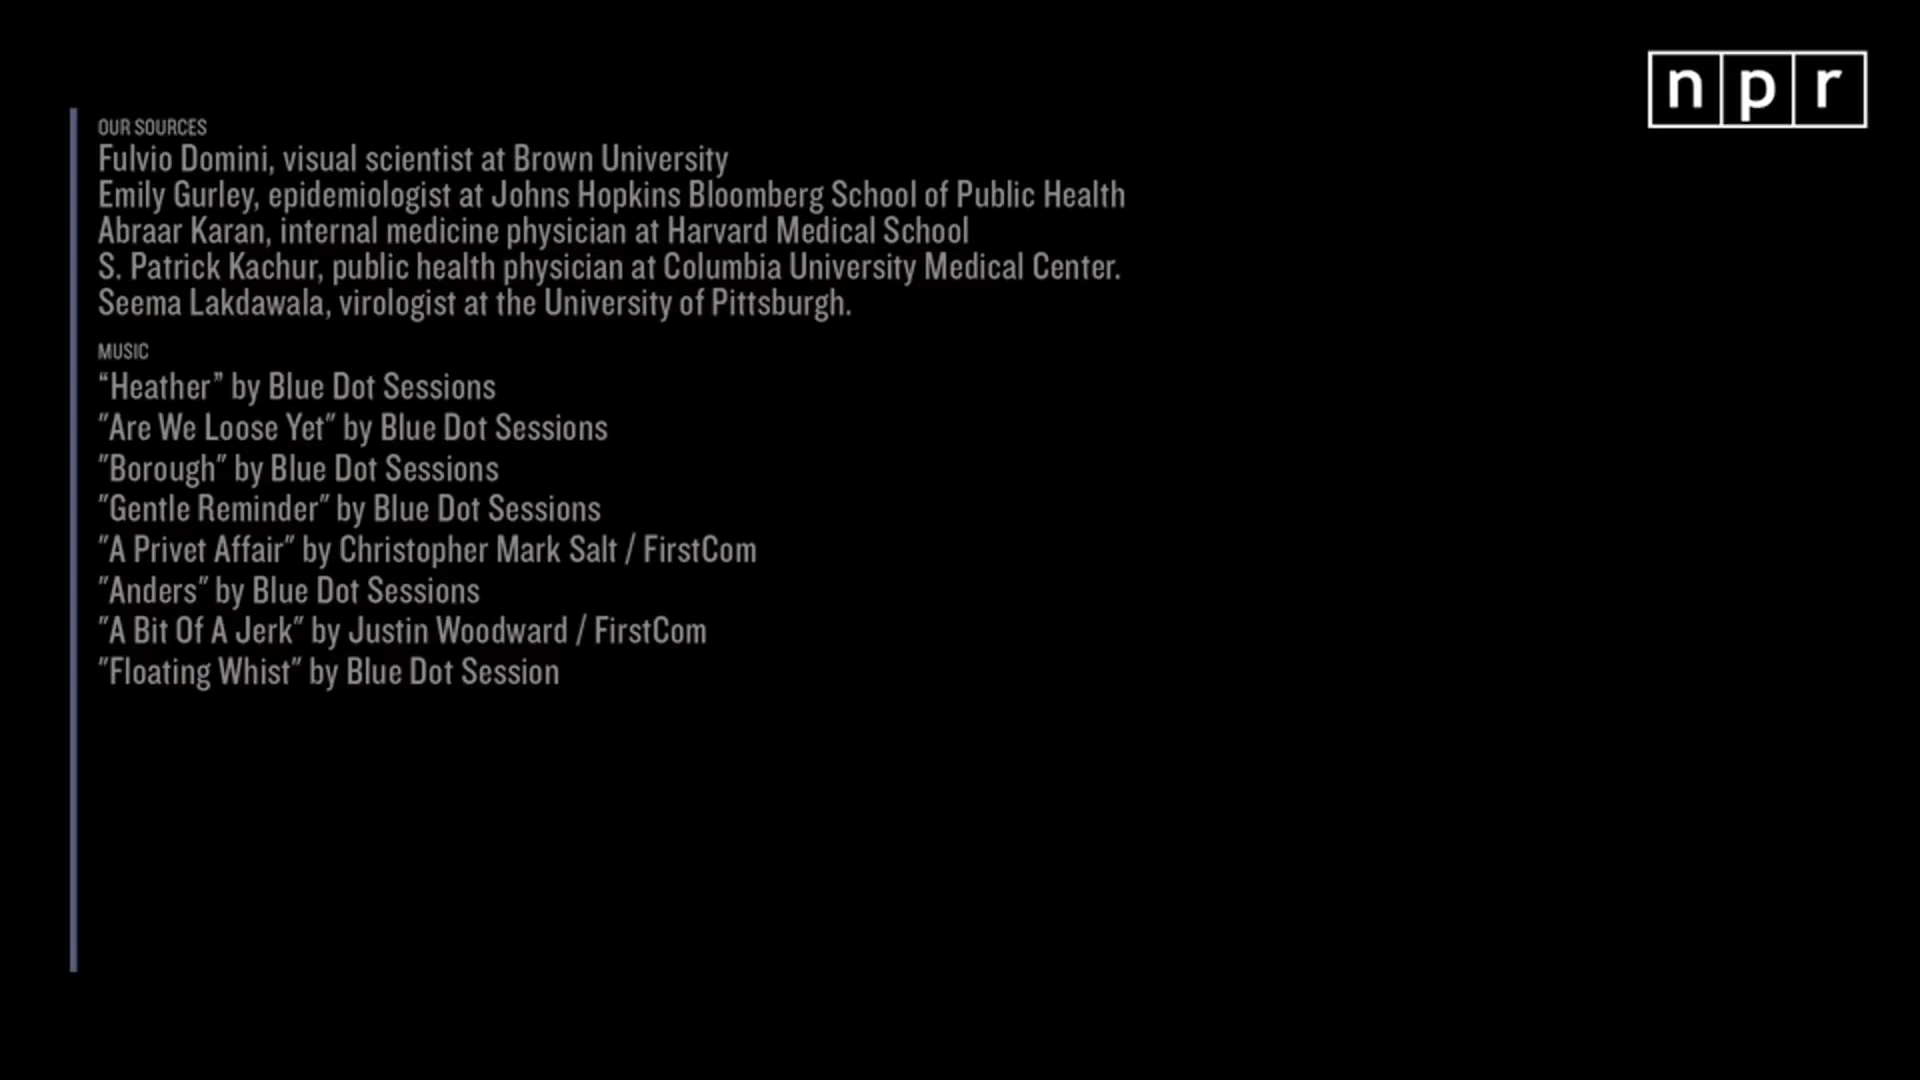 npr
OUR SOURCES
Fulvio Domini, visual scientist at Brown University
Emily Gurley, epidemiologist at Johns Hopkins Bloomberg School of Public Health
Abraar Karan, internal medicine physician at Harvard Medical School
S. Patrick Kachur, public health physician at Columbia University Medical Center.
Seema Lakdawala, virologist at the University of Pittsburgh.
MUSIC
“Heather” by Blue Dot Sessions
"Are We Loose Yet" by Blue Dot Sessions
"Borough" by Blue Dot Sessions
"Gentle Reminder" by Blue Dot Sessions
"A Privet Affair" by Christopher Mark Salt / FirstCom
"Anders" by Blue Dot Sessions
"A Bit Of A Jerk" by Justin Woodward / FirstCom
"Floating Whist" by Blue Dot Session